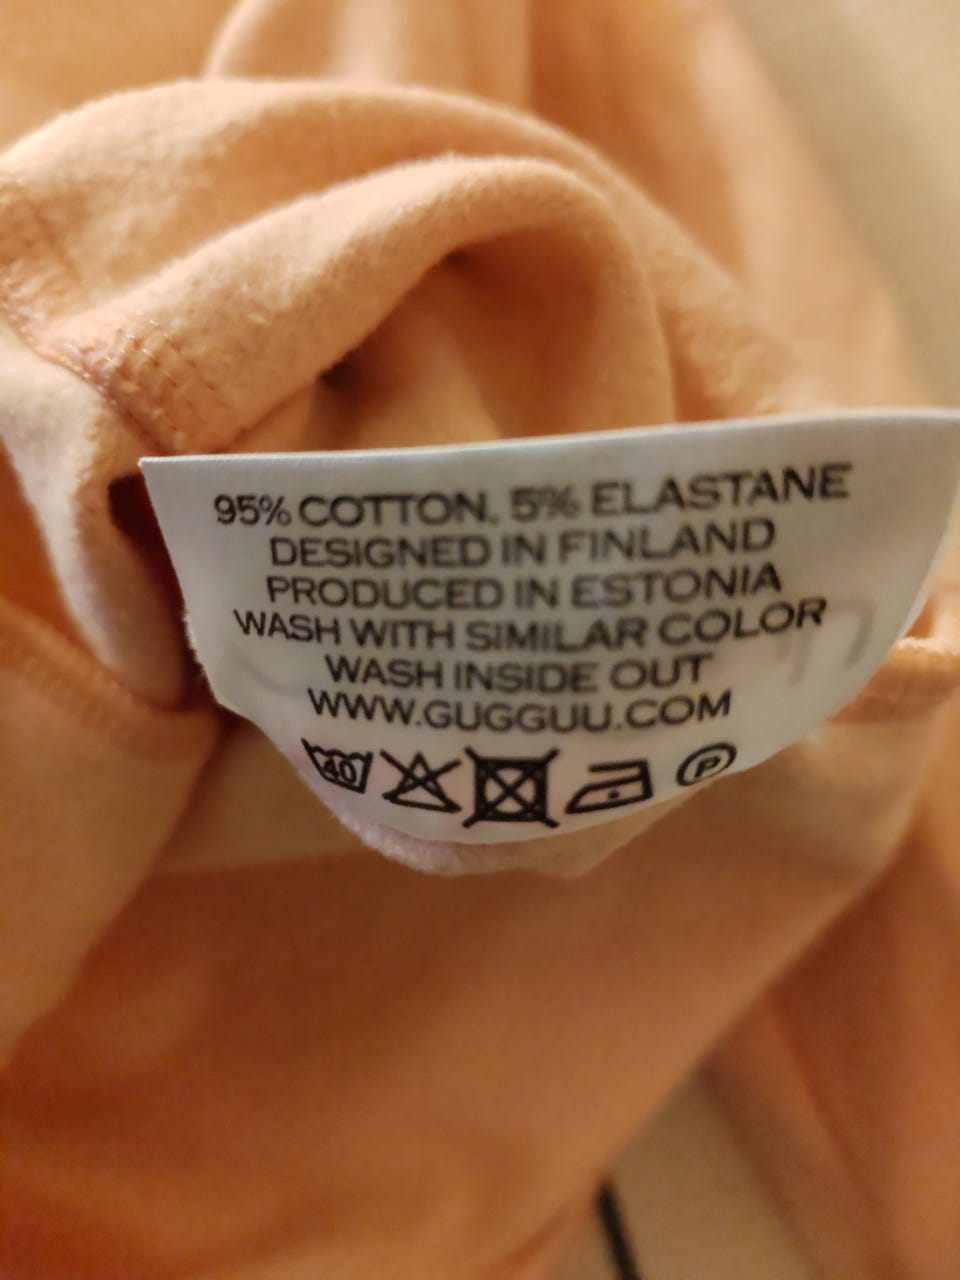 95% COTTON, 5% ELASTANE
DESIGNED IN FINLAND
PRODUCED IN ESTONIA
WASH WITH SIMILAR COLOR
WASH INSIDE OUT
WWW.GUGGUU.COM
40 P